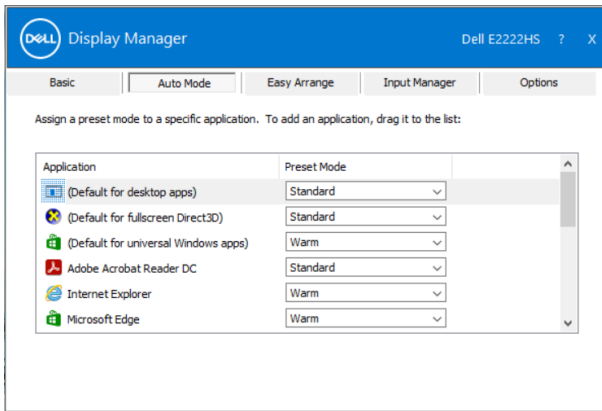 DELL Display Manager Dell E2222HS ? X
Basic Auto Mode Easy Arrange Input Manager Options
Assign a preset mode to a specific application. To add an application, drag it to the list:
Application Preset Mode
(Default for desktop apps) Standard
(Default for fullscreen Direct3D) Standard
(Default for universal Windows apps) Warm
Adobe Acrobat Reader DC Standard
Internet Explorer Warm
Microsoft Edge Warm